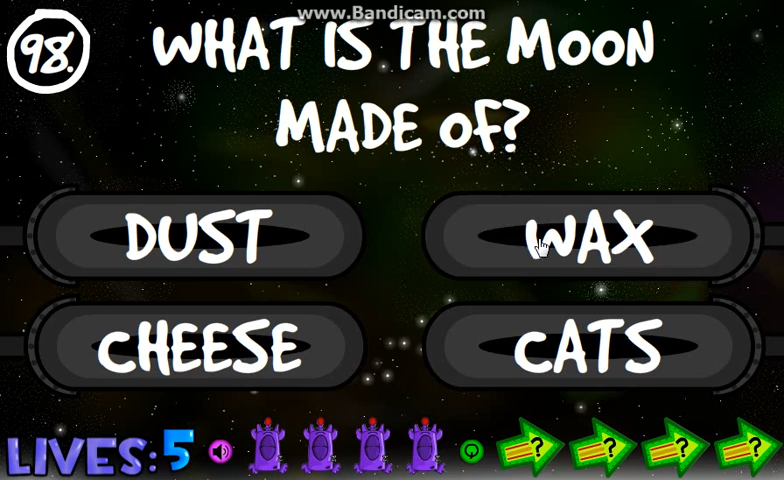 www.Bandicam.com
98.
WHAT IS THE MOON
MADE OF?
DUST
WAX
CHEESE
CATS
LIVES: 5
? ? ? ?